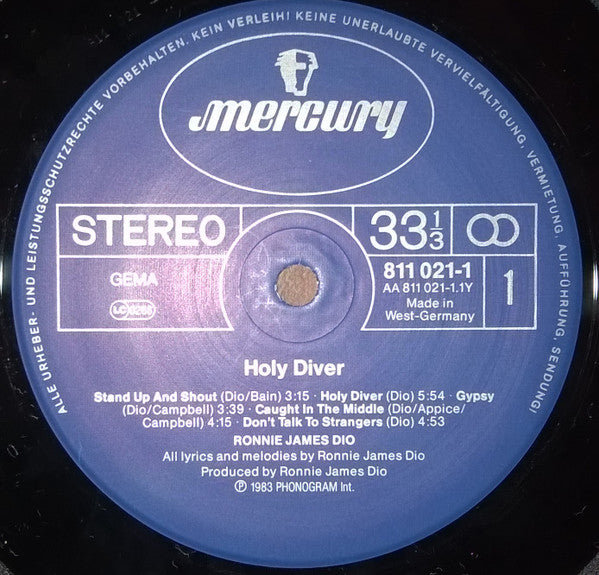 ALLE URHEBER- UND LEISTUNGSSCHUTZRECHTE VORBEHALTEN. KEIN VERLEIH! KEINE UNERLAUBTE VERVIELFÄLTIGUNG, VERMIETUNG, AUFFÜHRUNG, SENDUNG!
mercury
STEREO
33 1/3
GEMA
LC 0268
811 021-1
AA 811 021-1.1Y
Made in
West-Germany
1
Holy Diver
Stand Up And Shout (Dio/Bain) 3:15 · Holy Diver (Dio) 5:54 · Gypsy
(Dio/Campbell) 3:39 · Caught In The Middle (Dio/Appice/
Campbell) 4:15 · Don't Talk To Strangers (Dio) 4:53
RONNIE JAMES DIO
All lyrics and melodies by Ronnie James Dio
Produced by Ronnie James Dio
℗ 1983 PHONOGRAM Int.